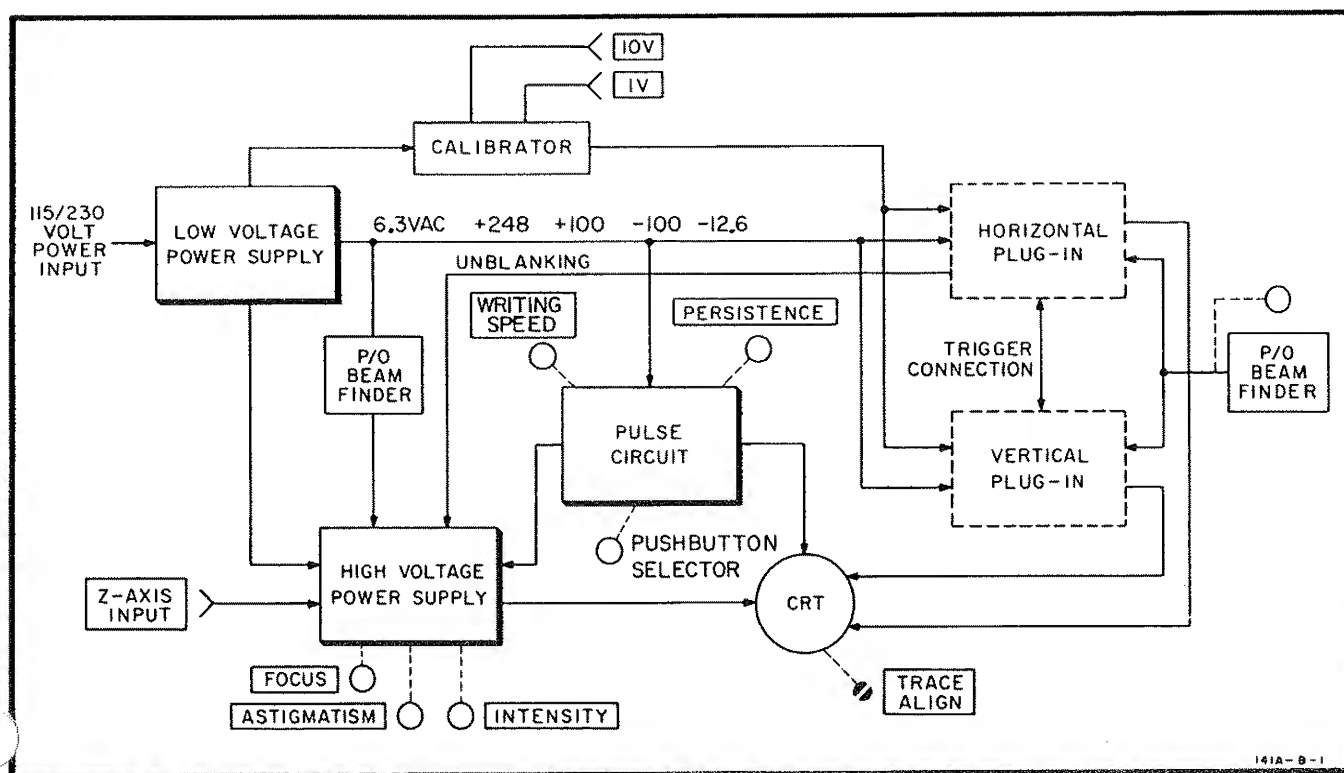 10V
1V
CALIBRATOR
115/230
VOLT
POWER
INPUT
LOW VOLTAGE
POWER SUPPLY
6.3VAC +248 +100 -100 -12.6
UNBLANKING
HORIZONTAL
PLUG-IN
WRITING
SPEED
PERSISTENCE
P/O
BEAM
FINDER
TRIGGER
CONNECTION
P/O
BEAM
FINDER
PULSE
CIRCUIT
VERTICAL
PLUG-IN
PUSHBUTTON
SELECTOR
HIGH VOLTAGE
POWER SUPPLY
Z-AXIS
INPUT
CRT
FOCUS
ASTIGMATISM
INTENSITY
TRACE
ALIGN
141A-B-1